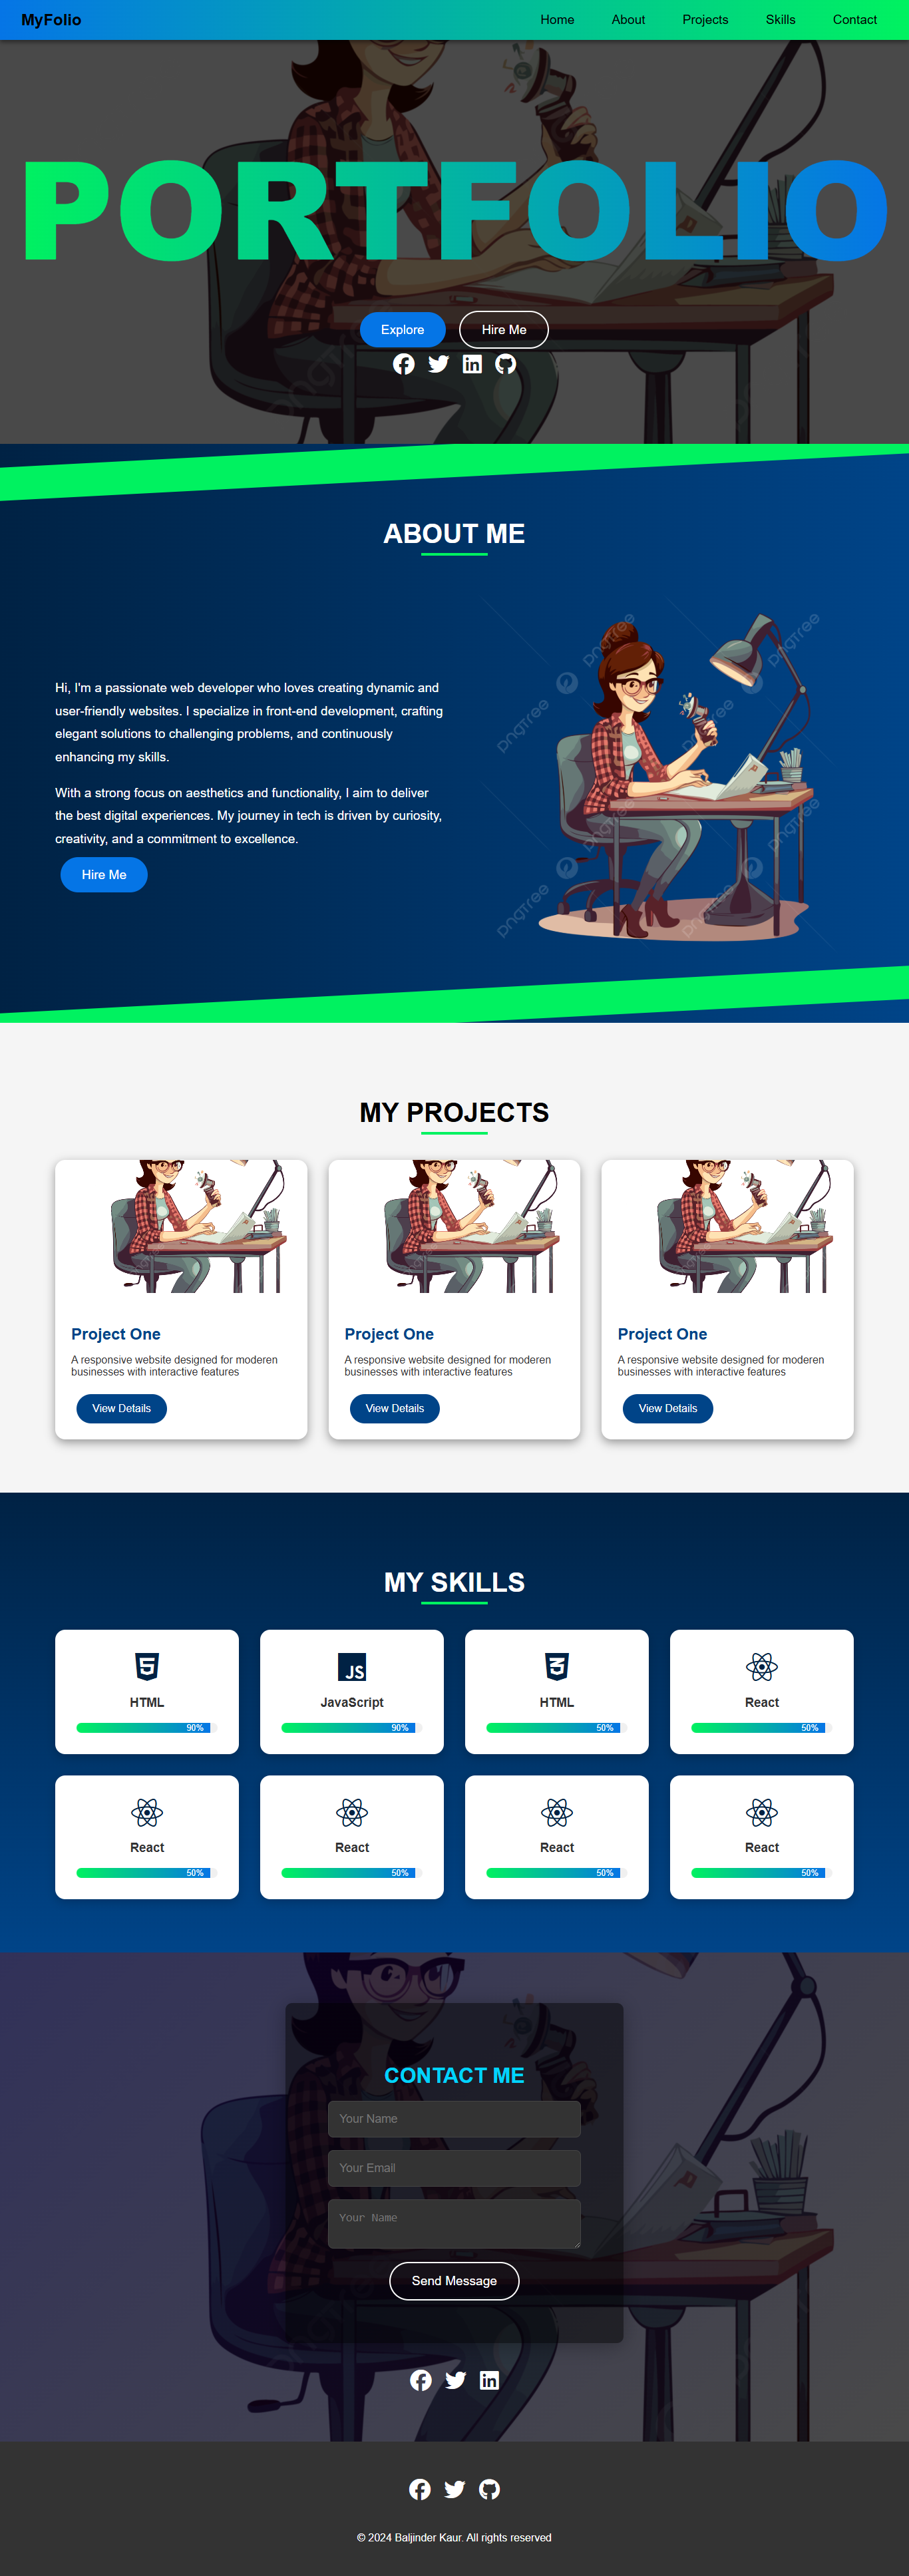 MyFolio
Home About Projects Skills Contact
PORTFOLIO
Explore Hire Me
ABOUT ME
Hi, I'm a passionate web developer who loves creating dynamic and
user-friendly websites. I specialize in front-end development, crafting
elegant solutions to challenging problems, and continuously
enhancing my skills.
With a strong focus on aesthetics and functionality, I aim to deliver
the best digital experiences. My journey in tech is driven by curiosity,
creativity, and a commitment to excellence.
Hire Me
pngtree
pngtree
pngtree
pngtree
pngtree
pngtree
pngtree
pngtree
MY PROJECTS
Project One
A responsive website designed for moderen
businesses with interactive features
View Details
Project One
A responsive website designed for moderen
businesses with interactive features
View Details
Project One
A responsive website designed for moderen
businesses with interactive features
View Details
MY SKILLS
HTML
90%
JS
JavaScript
90%
HTML
50%
React
50%
React
50%
React
50%
React
50%
React
50%
CONTACT ME
Your Name
Your Email
Your Name
Send Message
© 2024 Baljinder Kaur. All rights reserved